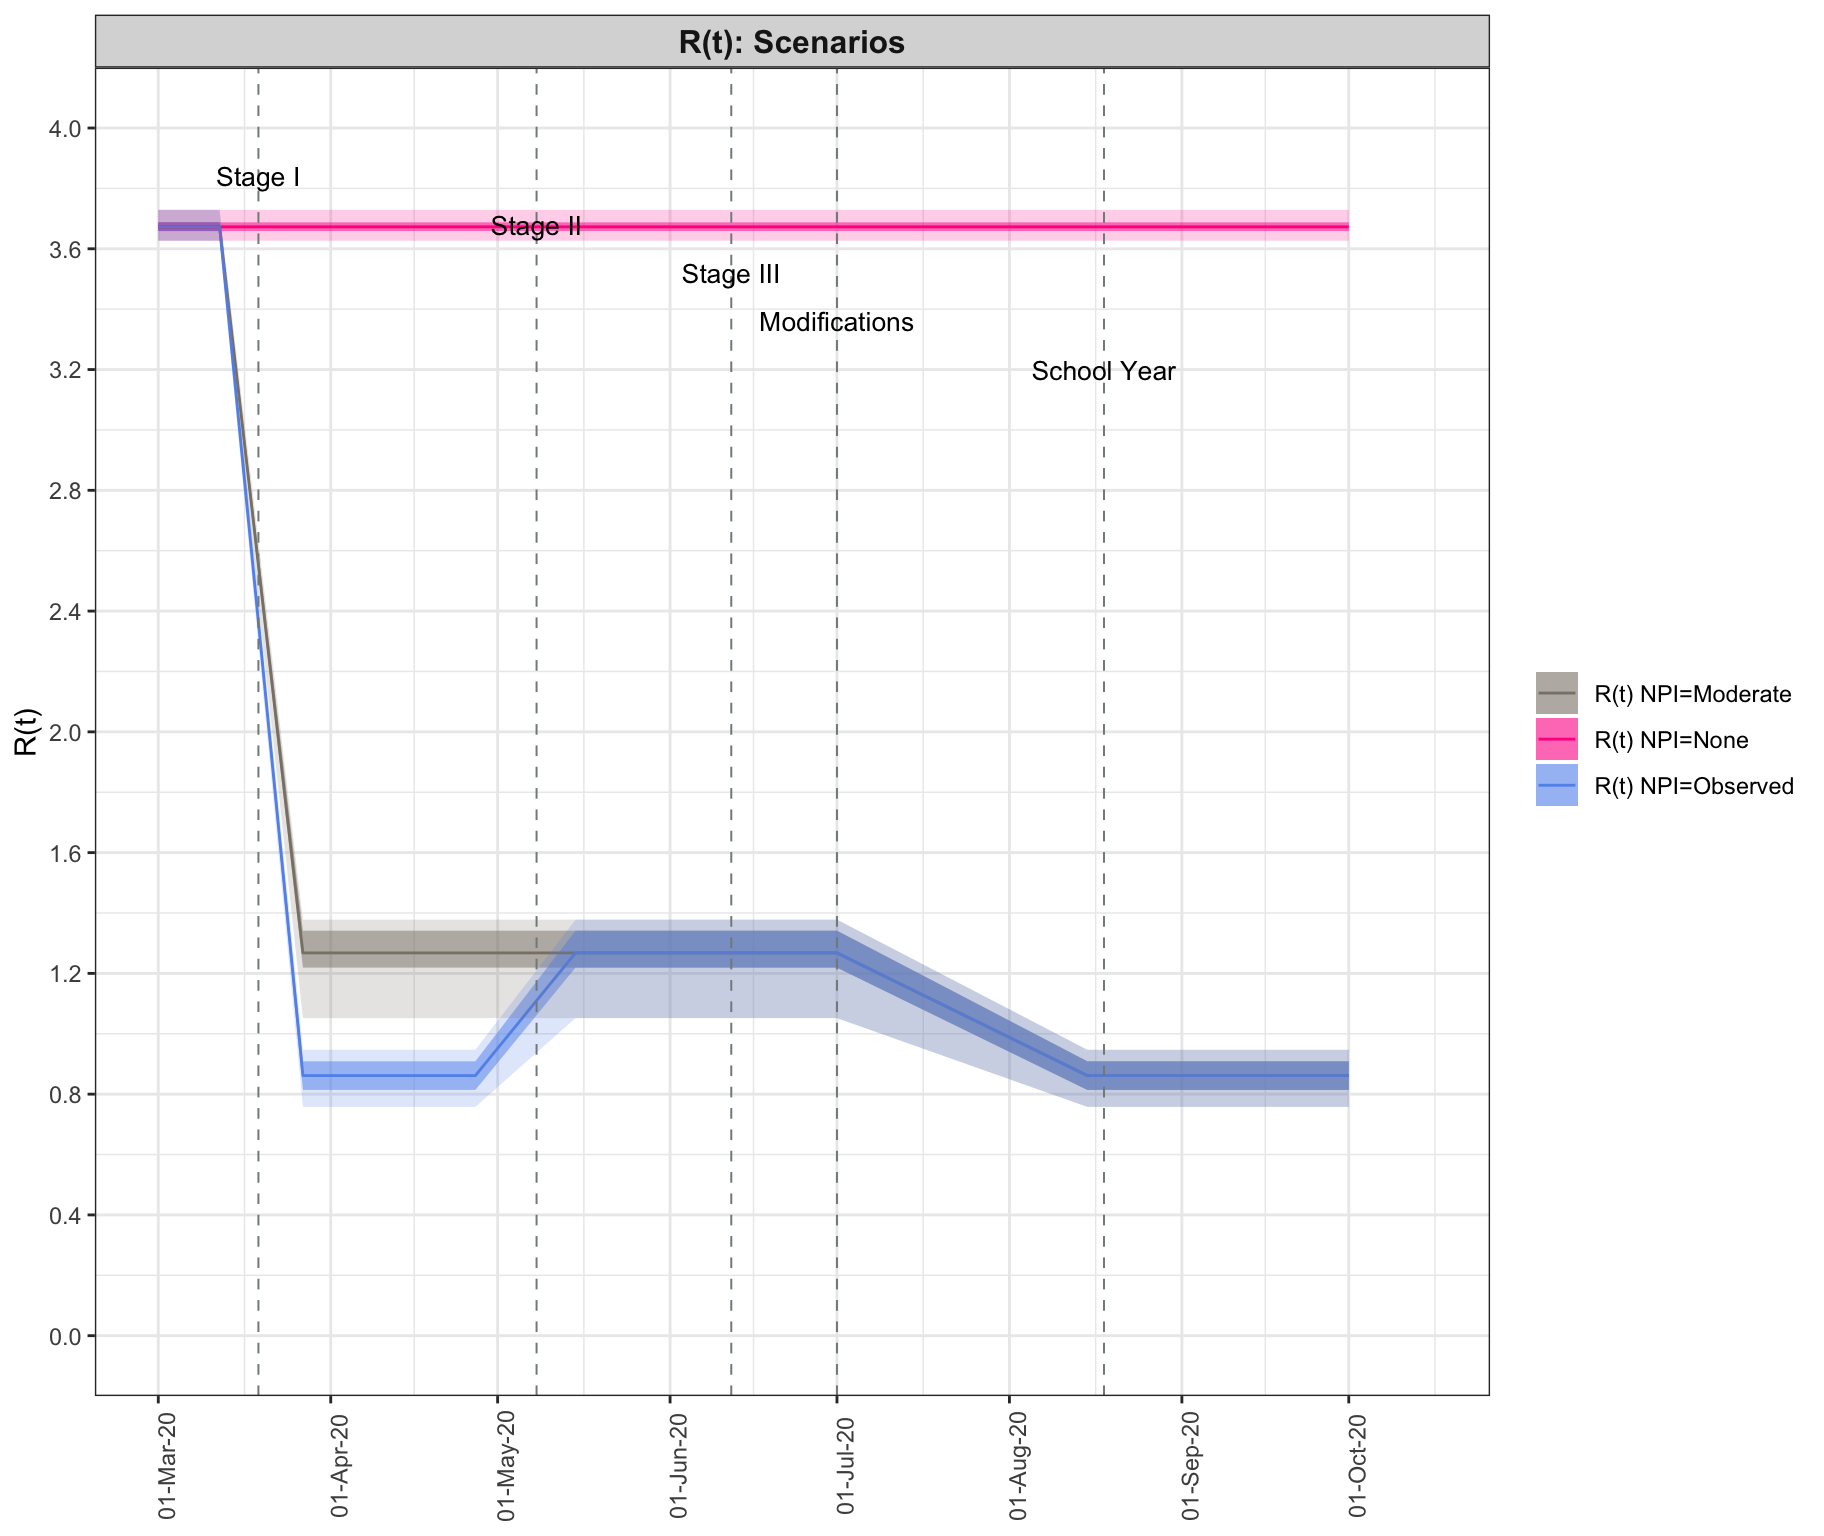 R(t): Scenarios
R(t)
4.0
3.6
3.2
2.8
2.4
2.0
1.6
1.2
0.8
0.4
0.0
Stage I
Stage II
Stage III
Modifications
School Year
01-Mar-20
01-Apr-20
01-May-20
01-Jun-20
01-Jul-20
01-Aug-20
01-Sep-20
01-Oct-20
R(t) NPI=Moderate
R(t) NPI=None
R(t) NPI=Observed